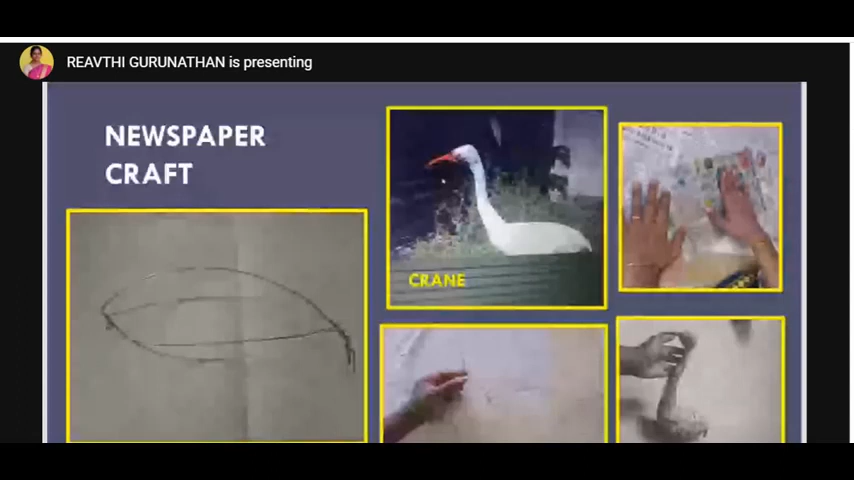 REAVTHI GURUNATHAN is presenting
NEWSPAPER
CRAFT
CRANE